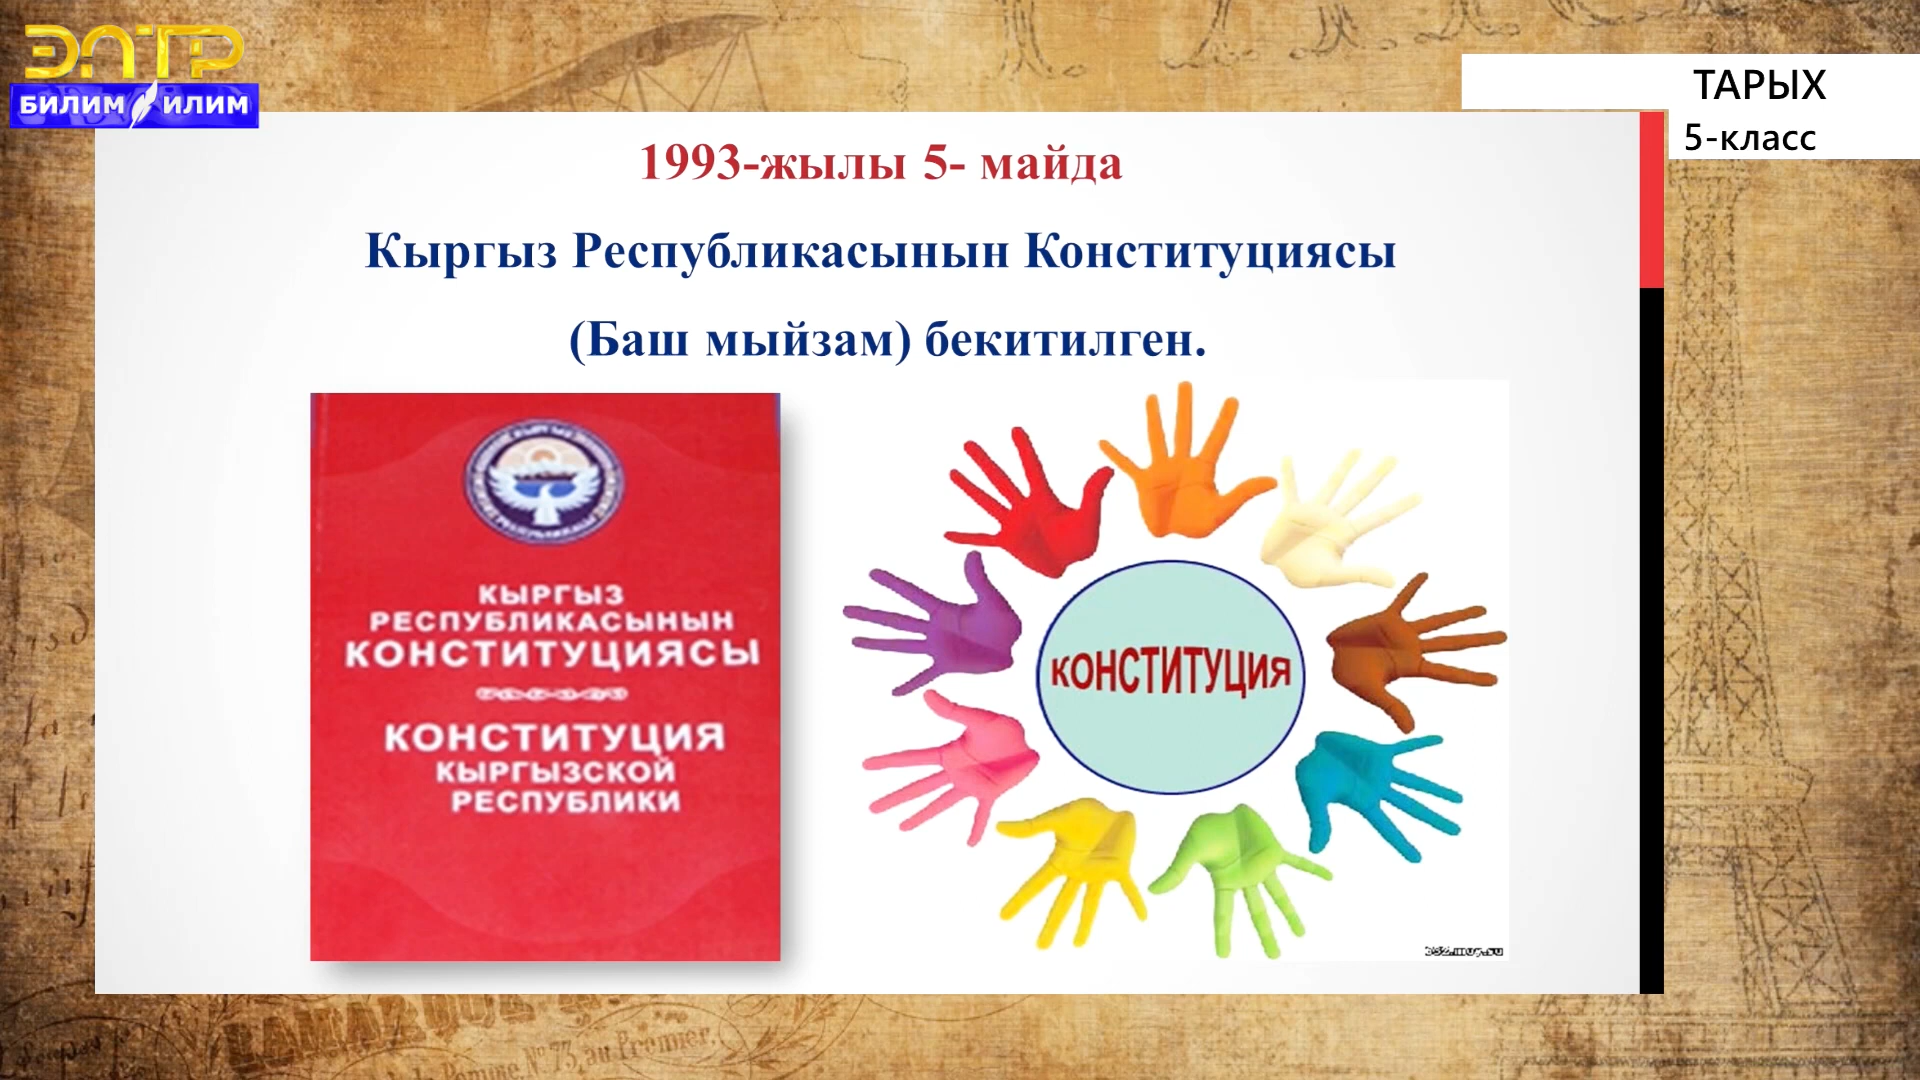 ЭЛТР
БИЛИМ ИЛИМ
ТАРЫХ
5-класс
1993-жылы 5- майда
Кыргыз Республикасынын Конституциясы
(Баш мыйзам) бекитилген.
КЫРГЫЗ
РЕСПУБЛИКАСЫНЫН
КОНСТИТУЦИЯСЫ
КОНСТИТУЦИЯ
КЫРГЫЗСКОЙ
РЕСПУБЛИКИ
КОНСТИТУЦИЯ